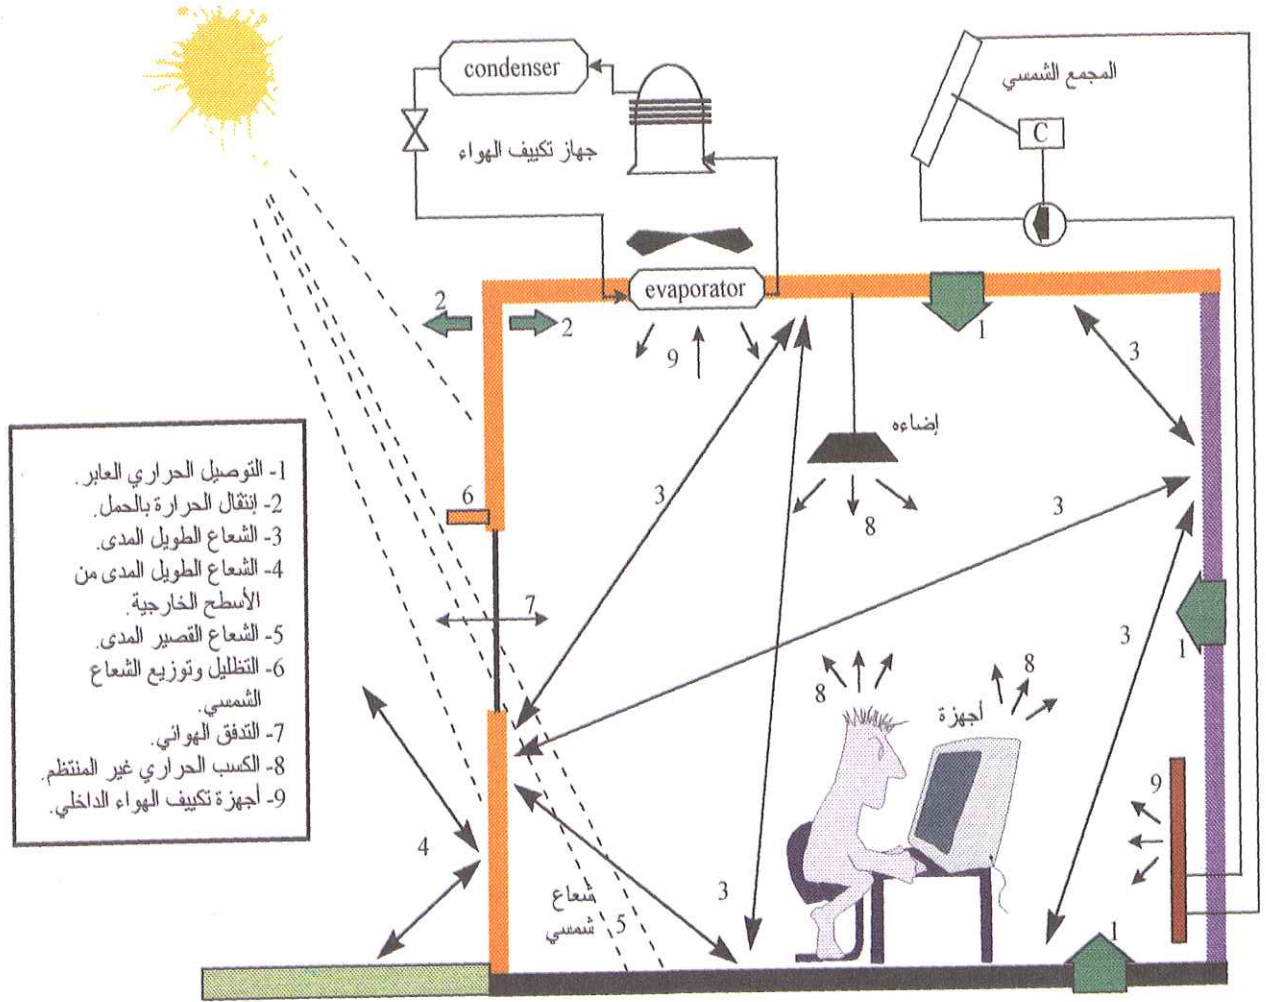 condenser
المجمع الشمسي
C
جهاز تكييف الهواء
evaporator
2
2
1
9
3
إضاءه
6
3
3
8
1- التوصيل الحراري العابر.
2- إنتقال الحرارة بالحمل.
3- الشعاع الطويل المدى.
4- الشعاع الطويل المدى من
الأسطح الخارجية.
5- الشعاع القصير المدى.
6- التظليل وتوزيع الشعاع
الشمسي.
7- التدفق الهوائي.
8- الكسب الحراري غير المنتظم.
9- أجهزة تكييف الهواء الداخلي.
7
3
1
8
8
أجهزة
9
4
3
شعاع
شمسي
5
1